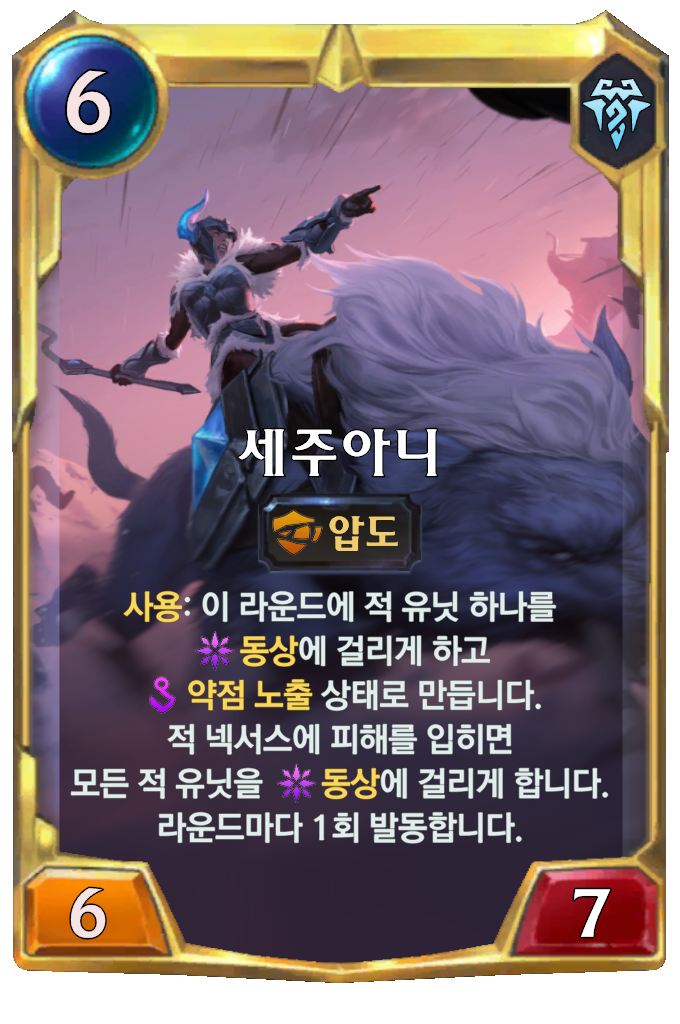 6
세주아니
압도
사용: 이 라운드에 적 유닛 하나를
동상에 걸리게 하고
약점 노출 상태로 만듭니다.
적 넥서스에 피해를 입히면
모든 적 유닛을 동상에 걸리게 합니다.
라운드마다 1회 발동합니다.
6
7